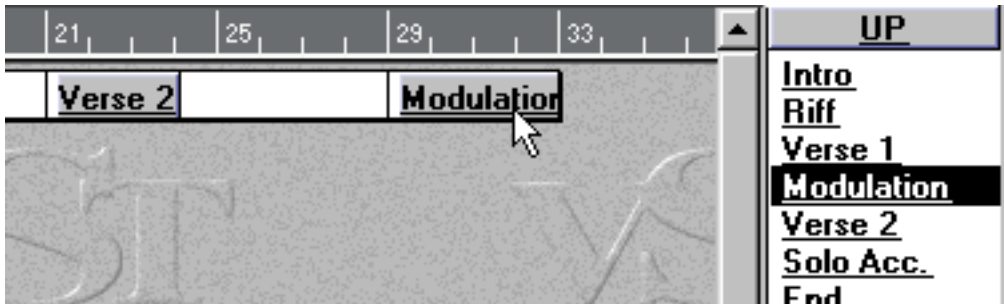 21 25 29 33
Verse 2 Modulation
UP
Intro
Riff
Verse 1
Modulation
Verse 2
Solo Acc.
End